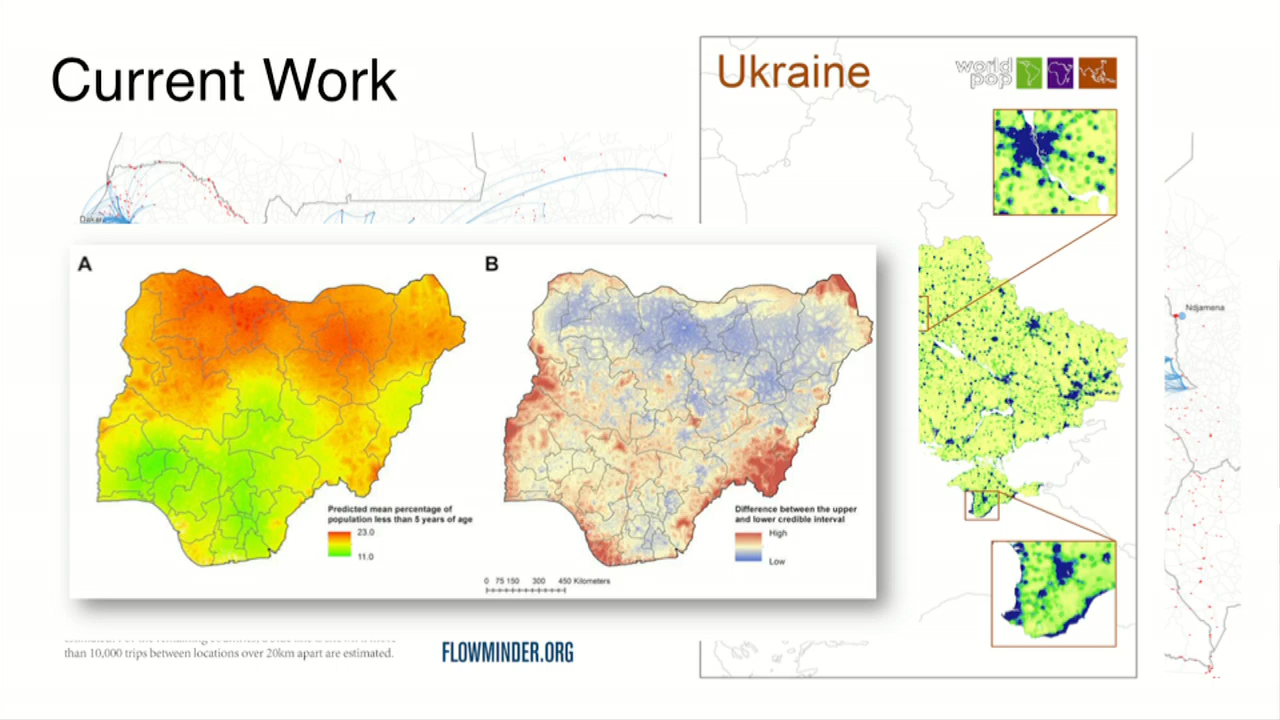 Current Work
Ukraine
world
pop
Dakar
Ndjamena
A
B
Predicted mean percentage of
population less than 5 years of age
23.0
11.0
Difference between the upper
and lower credible interval
High
Low
0 75 150 300 450 Kilometers
than 10,000 trips between locations over 20km apart are estimated.
FLOWMINDER.ORG